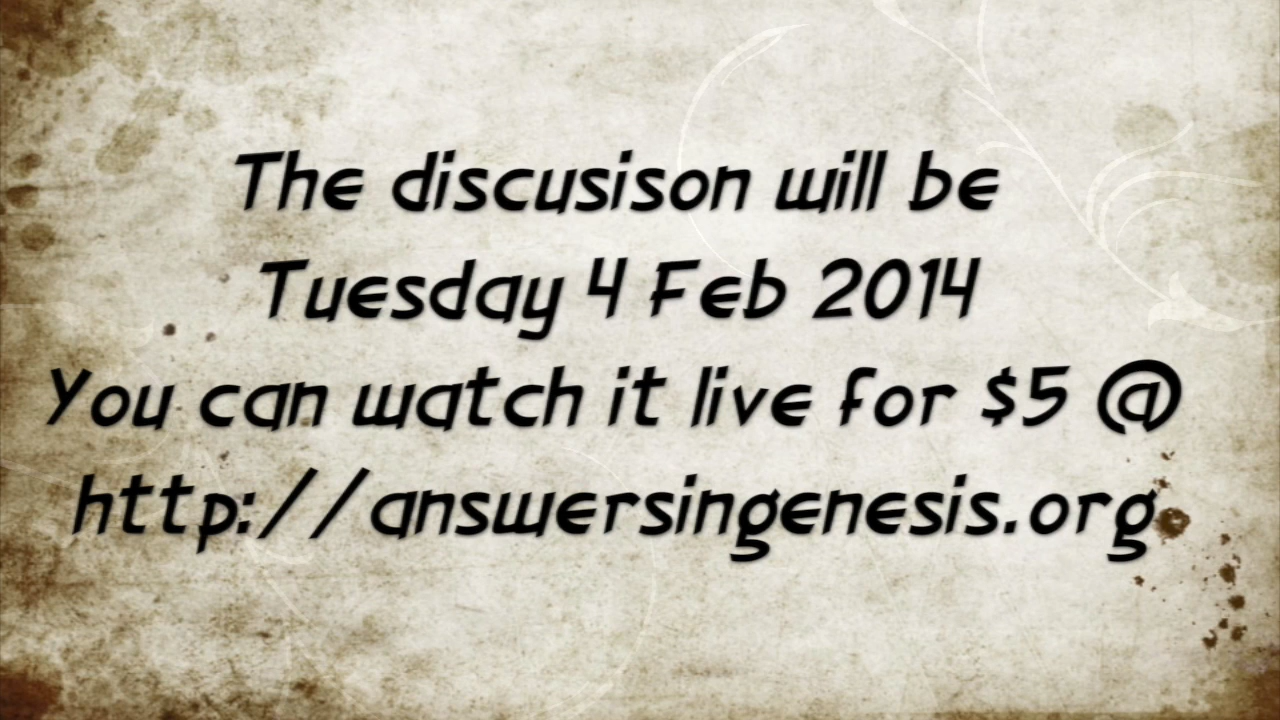 The discusison will be
Tuesday 4 Feb 2014
You can watch it live for $5 @
http://answersingenesis.org